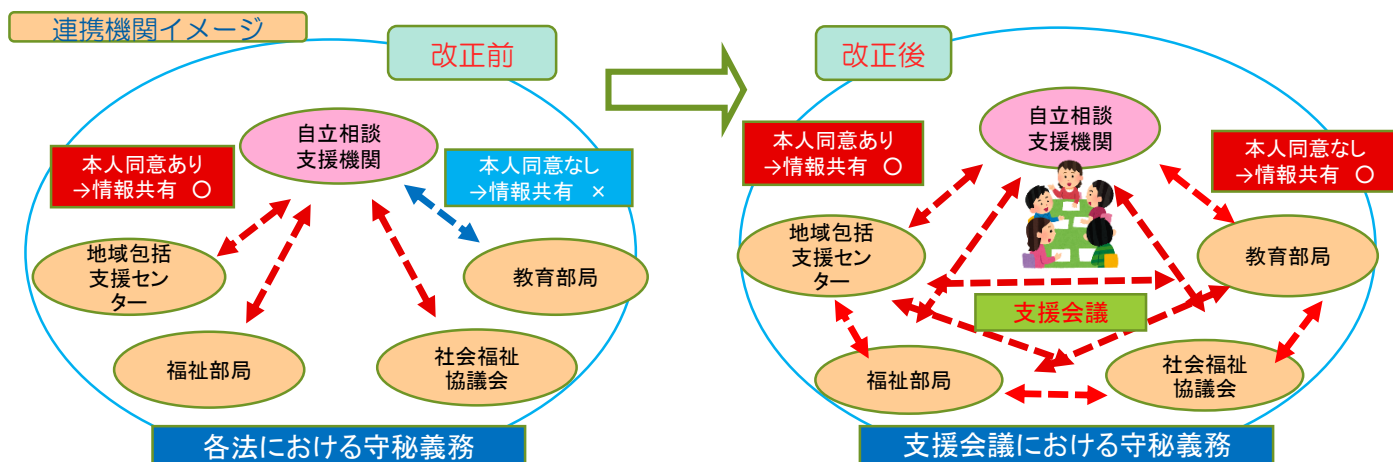 連携機関イメージ
改正前
自立相談
支援機関
本人同意あり
→情報共有 〇
本人同意なし
→情報共有 ×
地域包括
支援セン
ター
教育部局
福祉部局
社会福祉
協議会
各法における守秘義務
改正後
自立相談
支援機関
本人同意あり
→情報共有 〇
本人同意なし
→情報共有 〇
地域包括
支援セン
ター
教育部局
支援会議
福祉部局
社会福祉
協議会
支援会議における守秘義務